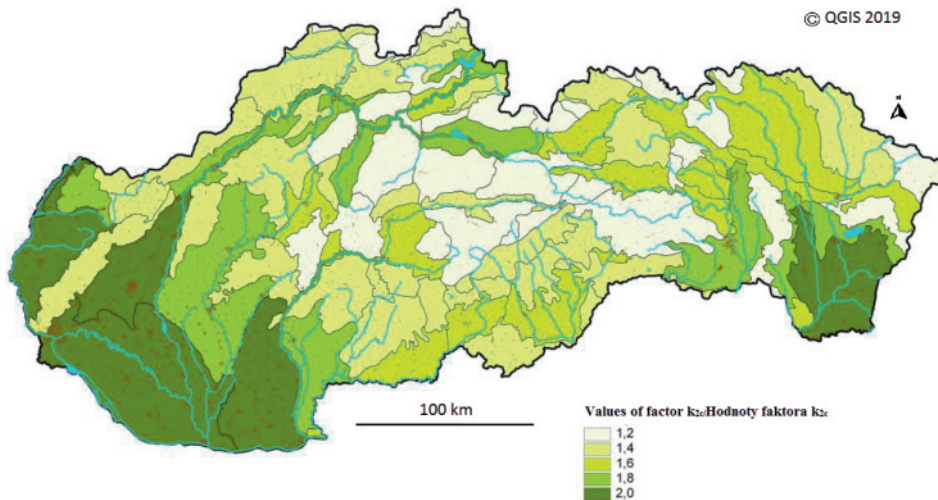 © QGIS 2019
N
100 km
Values of factor k2c/Hodnoty faktora k2c
1,2
1,4
1,6
1,8
2,0